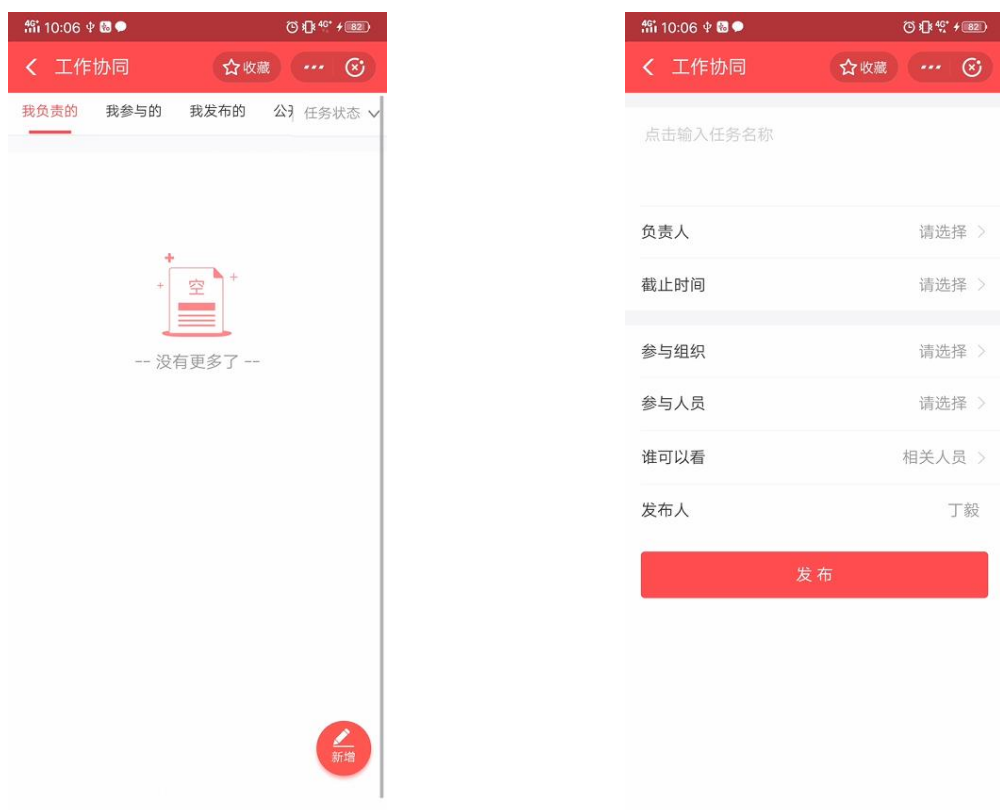 10:06
82
工作协同
收藏
我负责的 我参与的 我发布的 任务状态
空
-- 没有更多了 --
新增
10:06
82
工作协同
收藏
点击输入任务名称
负责人 请选择
截止时间 请选择
参与组织 请选择
参与人员 请选择
谁可以看 相关人员
发布人 丁毅
发布